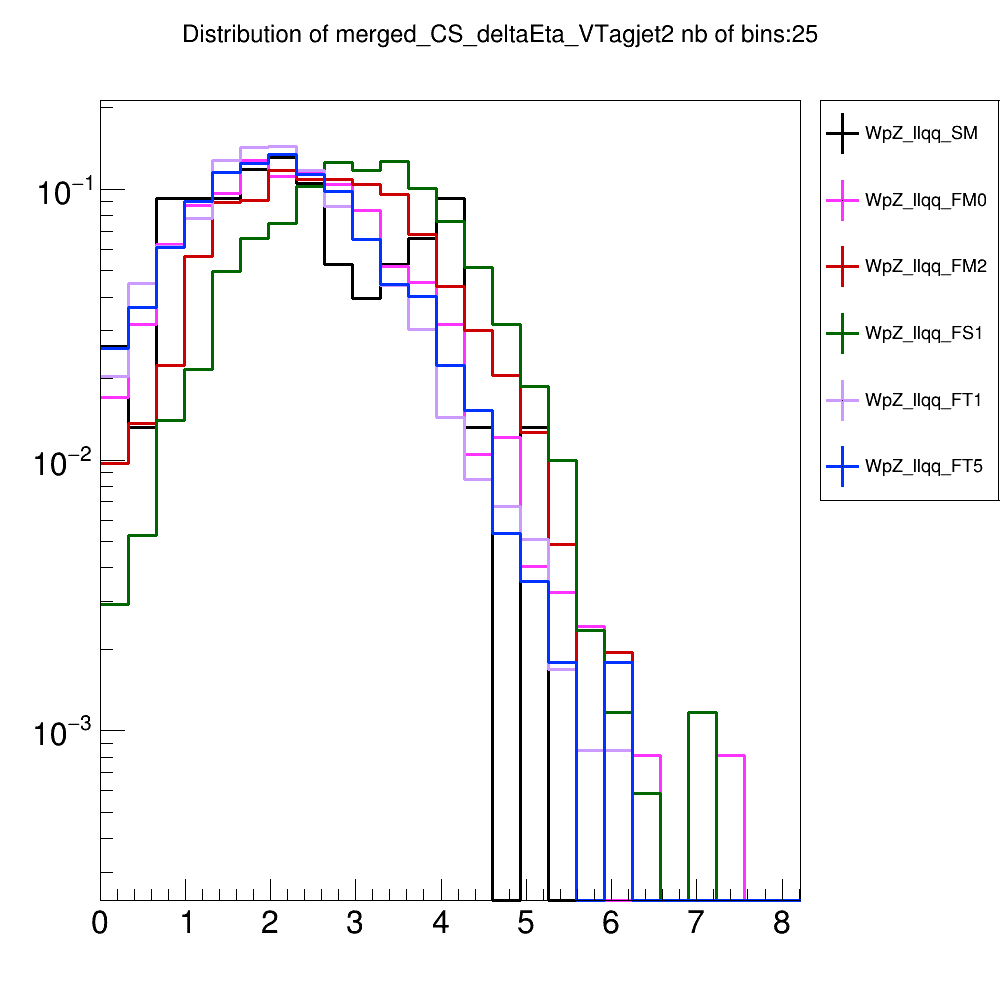 Distribution of merged_CS_deltaEta_VTagjet2 nb of bins:25
WpZ_llqq_SM
WpZ_llqq_FM0
WpZ_llqq_FM2
WpZ_llqq_FS1
WpZ_llqq_FT1
WpZ_llqq_FT5
10⁻¹
10⁻²
10⁻³
0 1 2 3 4 5 6 7 8